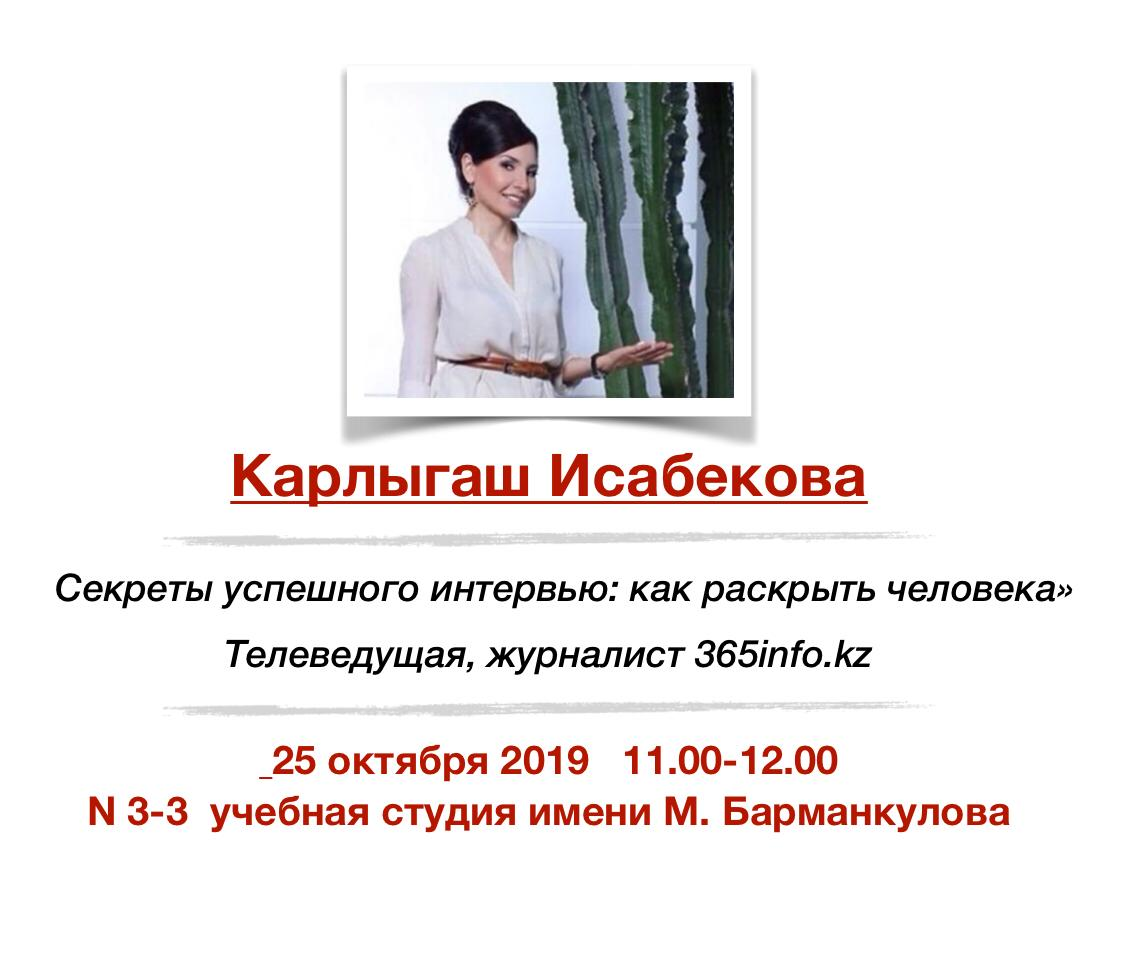 Карлыгаш Исабекова
Секреты успешного интервью: как раскрыть человека»
Телеведущая, журналист 365info.kz
_25 октября 2019 11.00-12.00
N 3-3 учебная студия имени М. Барманкулова